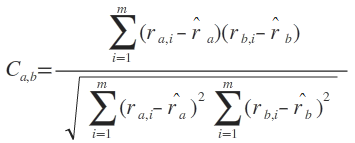 C_{a,b} = \frac{\sum_{i=1}^{m} (r_{a,i} - \hat{r}_a)(r_{b,i} - \hat{r}_b)}{\sqrt{\sum_{i=1}^{m} (r_{a,i} - \hat{r}_a)^2 \sum_{i=1}^{m} (r_{b,i} - \hat{r}_b)^2}}